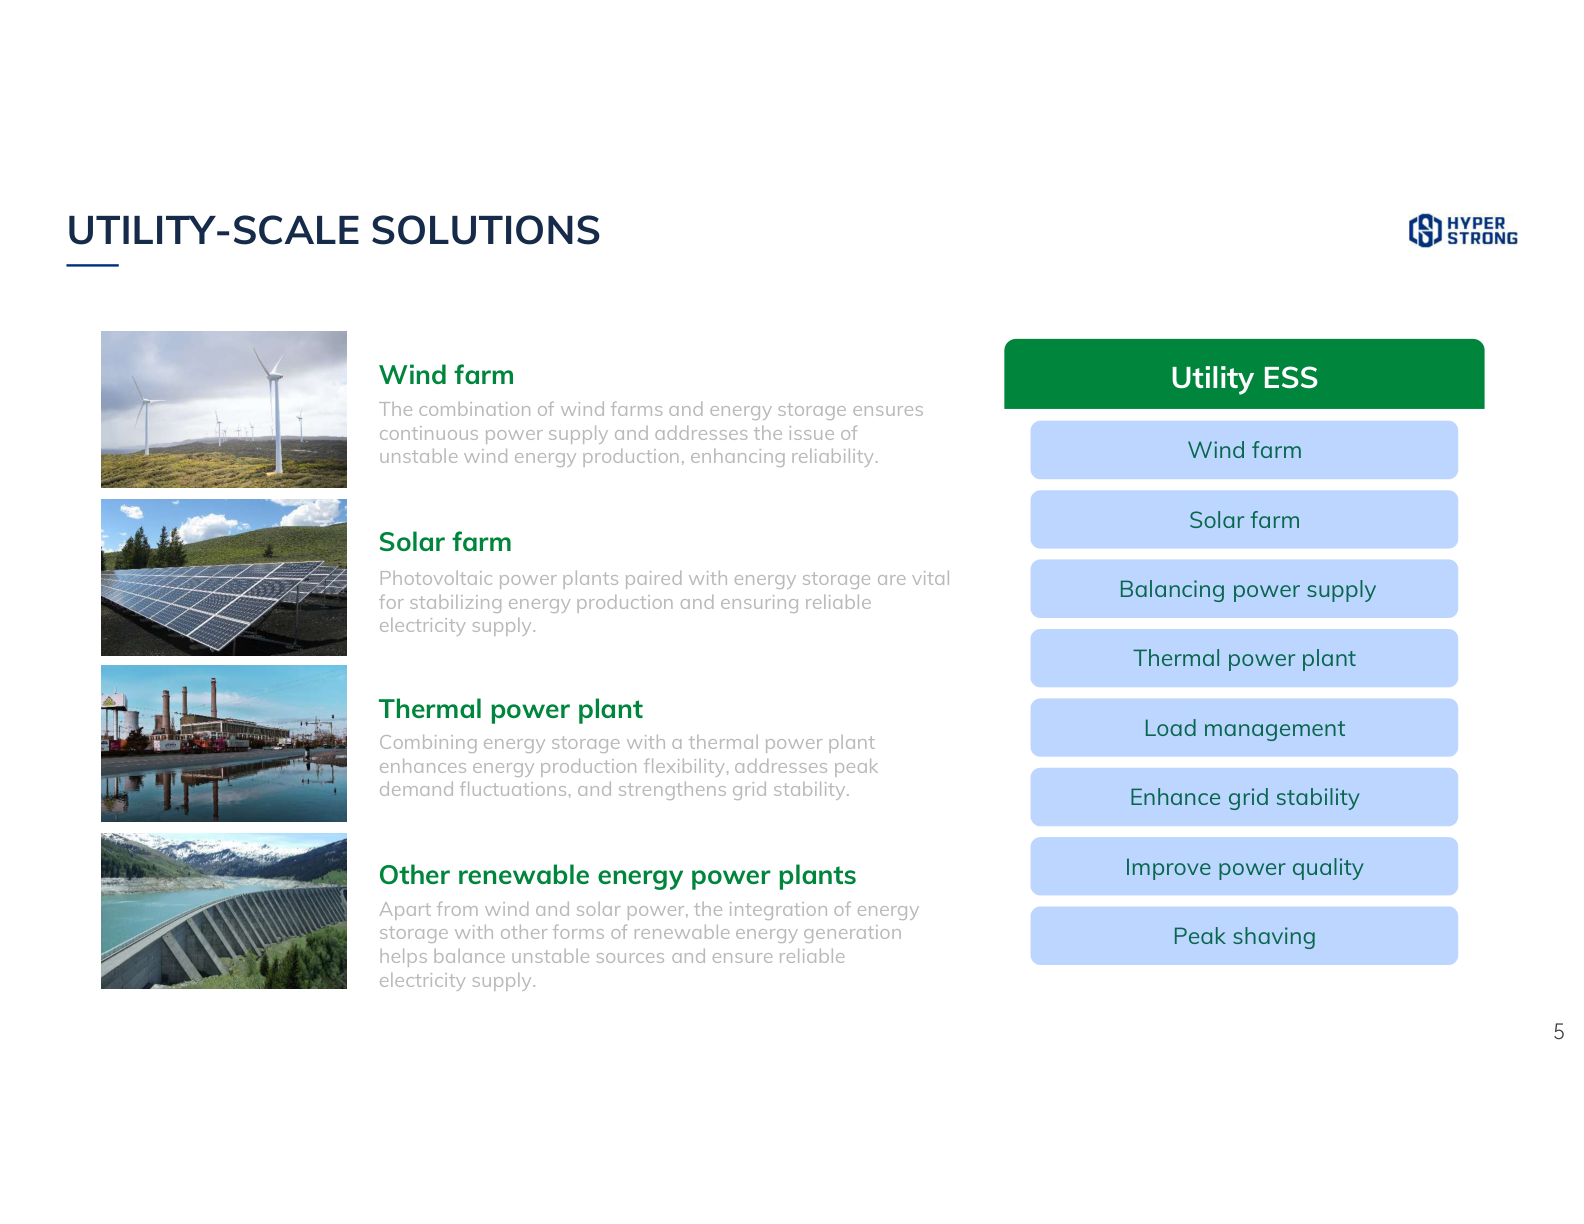 UTILITY-SCALE SOLUTIONS
HYPER
STRONG
Wind farm
The combination of wind farms and energy storage ensures
continuous power supply and addresses the issue of
unstable wind energy production, enhancing reliability.
Solar farm
Photovoltaic power plants paired with energy storage are vital
for stabilizing energy production and ensuring reliable
electricity supply.
Thermal power plant
Combining energy storage with a thermal power plant
enhances energy production flexibility, addresses peak
demand fluctuations, and strengthens grid stability.
Other renewable energy power plants
Apart from wind and solar power, the integration of energy
storage with other forms of renewable energy generation
helps balance unstable sources and ensure reliable
electricity supply.
Utility ESS
Wind farm
Solar farm
Balancing power supply
Thermal power plant
Load management
Enhance grid stability
Improve power quality
Peak shaving
5